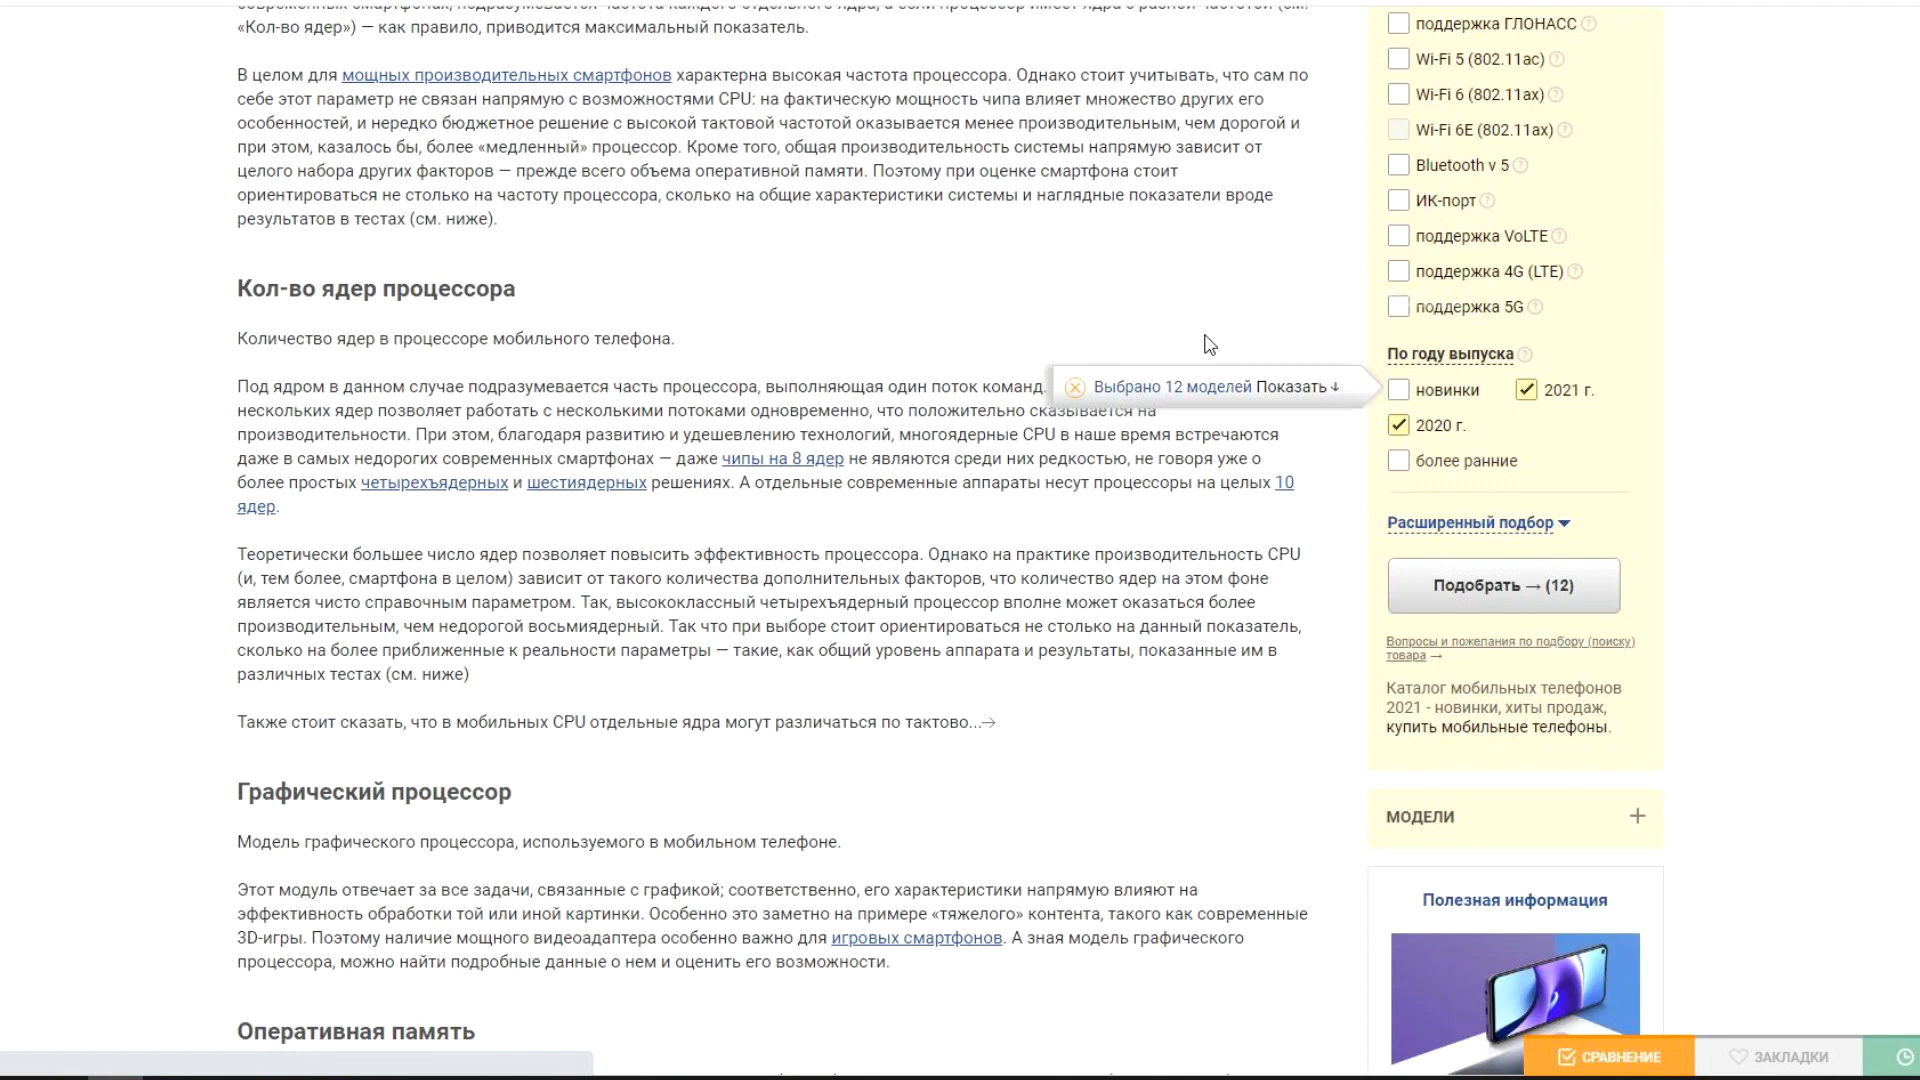 «Кол-во ядер») — как правило, приводится максимальный показатель.
В целом для мощных производительных смартфонов характерна высокая частота процессора. Однако стоит учитывать, что сам по
себе этот параметр не связан напрямую с возможностями CPU: на фактическую мощность чипа влияет множество других его
особенностей, и нередко бюджетное решение с высокой тактовой частотой оказывается менее производительным, чем дорогой и
при этом, казалось бы, более «медленный» процессор. Кроме того, общая производительность системы напрямую зависит от
целого набора других факторов — прежде всего объема оперативной памяти. Поэтому при оценке смартфона стоит
ориентироваться не столько на частоту процессора, сколько на общие характеристики системы и наглядные показатели вроде
результатов в тестах (см. ниже).
Кол-во ядер процессора
Количество ядер в процессоре мобильного телефона.
Под ядром в данном случае подразумевается часть процессора, выполняющая один поток команд.
нескольких ядер позволяет работать с несколькими потоками одновременно, что положительно сказывается на
производительности. При этом, благодаря развитию и удешевлению технологий, многоядерные CPU в наше время встречаются
даже в самых недорогих современных смартфонах — даже чипы на 8 ядер не являются среди них редкостью, не говоря уже о
более простых четырехъядерных и шестиядерных решениях. А отдельные современные аппараты несут процессоры на целых 10
ядер.
Теоретически большее число ядер позволяет повысить эффективность процессора. Однако на практике производительность CPU
(и, тем более, смартфона в целом) зависит от такого количества дополнительных факторов, что количество ядер на этом фоне
является чисто справочным параметром. Так, высококлассный четырехъядерный процессор вполне может оказаться более
производительным, чем недорогой восьмиядерный. Так что при выборе стоит ориентироваться не столько на данный показатель,
сколько на более приближенные к реальности параметры — такие, как общий уровень аппарата и результаты, показанные им в
различных тестах (см. ниже)
Также стоит сказать, что в мобильных CPU отдельные ядра могут различаться по тактово...→
Графический процессор
Модель графического процессора, используемого в мобильном телефоне.
Этот модуль отвечает за все задачи, связанные с графикой; соответственно, его характеристики напрямую влияют на
эффективность обработки той или иной картинки. Особенно это заметно на примере «тяжелого» контента, такого как современные
3D-игры. Поэтому наличие мощного видеоадаптера особенно важно для игровых смартфонов. А зная модель графического
процессора, можно найти подробные данные о нем и оценить его возможности.
Оперативная память
Выбрано 12 моделей Показать ↓
поддержка ГЛОНАСС ?
Wi-Fi 5 (802.11ac) ?
Wi-Fi 6 (802.11ax) ?
Wi-Fi 6E (802.11ax) ?
Bluetooth v 5 ?
ИК-порт ?
поддержка VoLTE ?
поддержка 4G (LTE) ?
поддержка 5G ?
По году выпуска ?
новинки 2021 г.
2020 г.
более ранние
Расширенный подбор
Подобрать → (12)
Вопросы и пожелания по подбору (поиску)
товара →
Каталог мобильных телефонов
2021 - новинки, хиты продаж,
купить мобильные телефоны.
МОДЕЛИ +
Полезная информация
СРАВНЕНИЕ ЗАКЛАДКИ